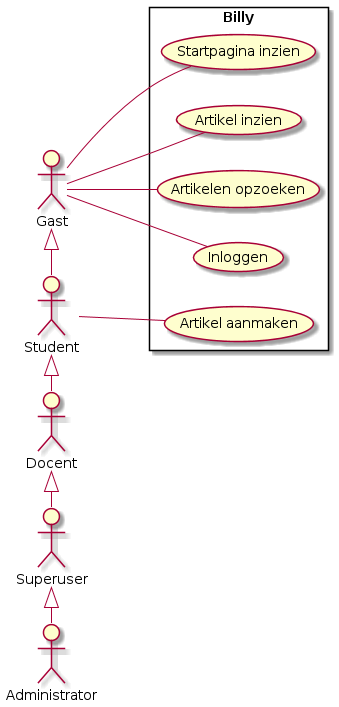 Billy
Startpagina inzien
Artikel inzien
Artikelen opzoeken
Gast
Inloggen
Artikel aanmaken
Student
Docent
Superuser
Administrator